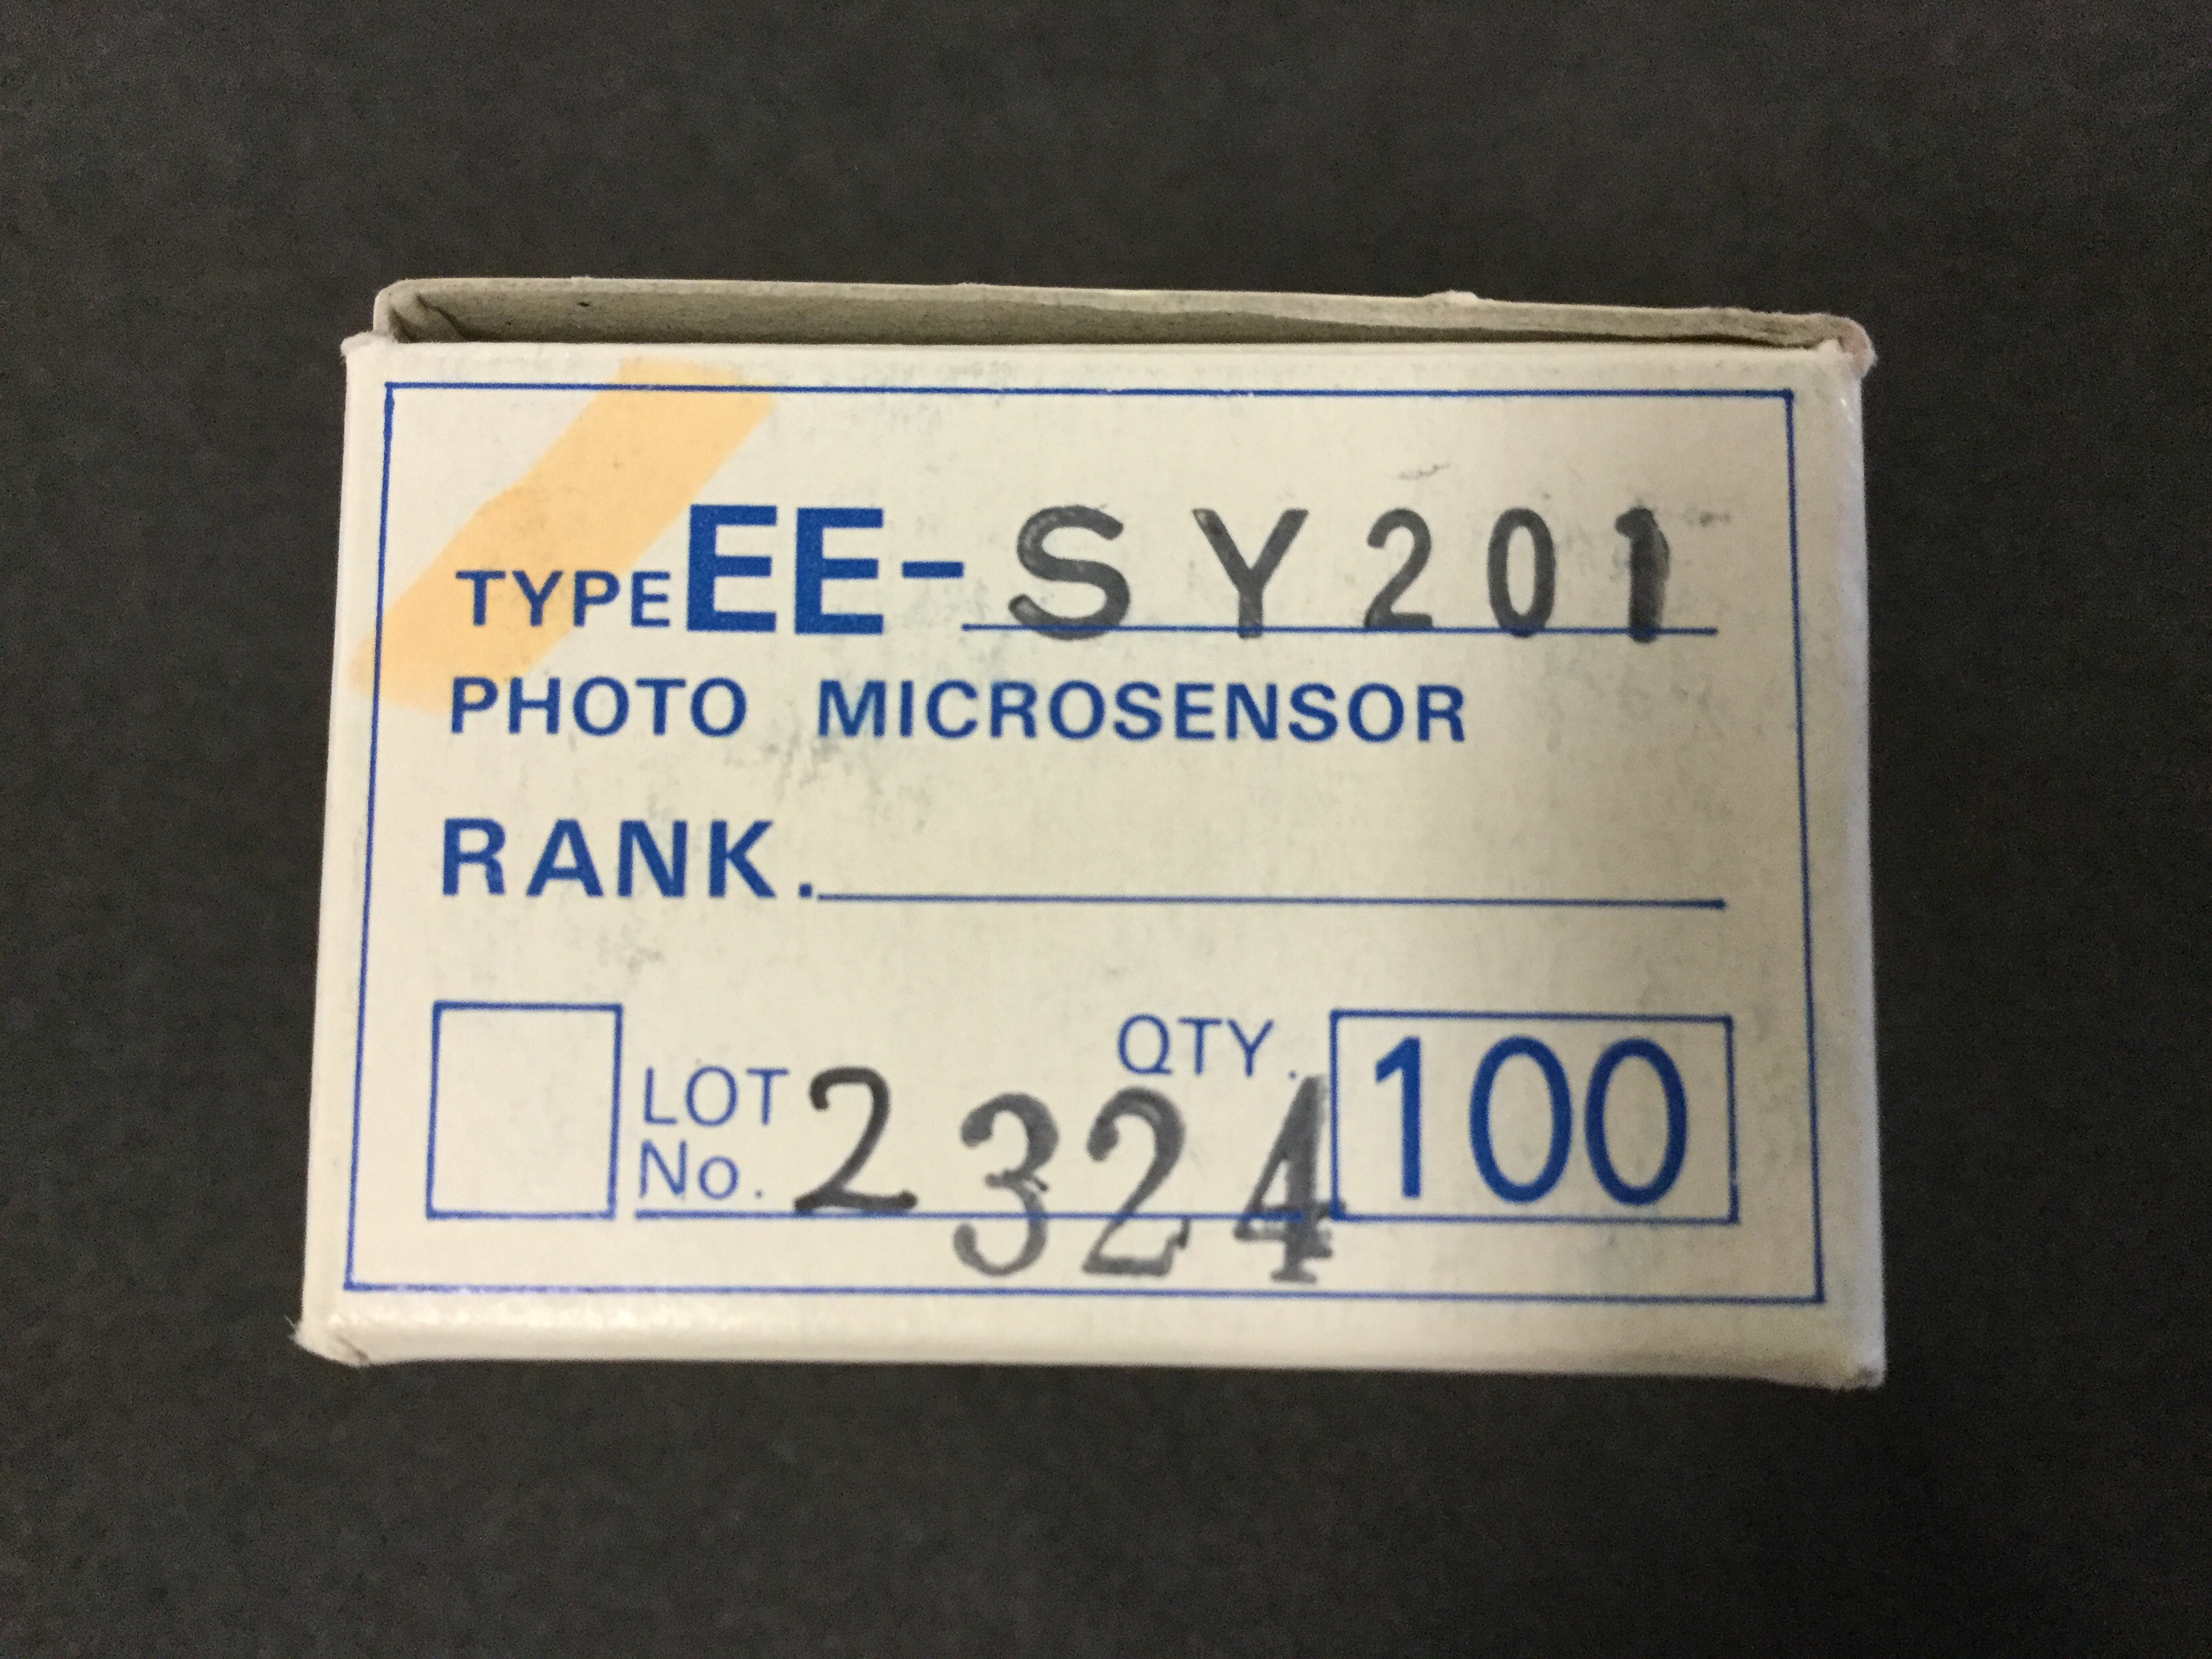 TYPE EE-SY201
PHOTO MICROSENSOR
RANK.
LOT No. 2324 QTY. 100